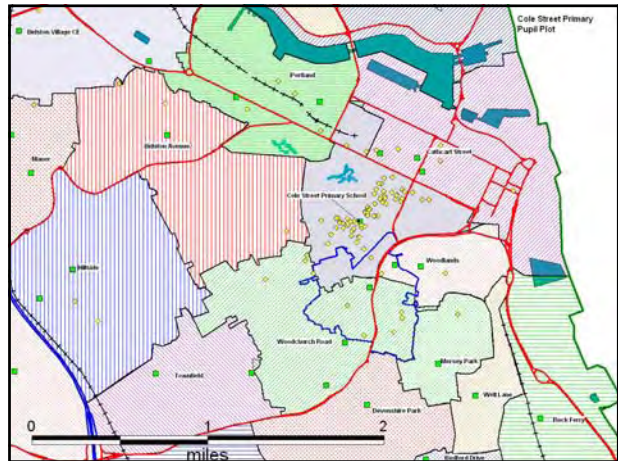 Cole Street Primary
Pupil Plot
Bidston Village CE
Portland
Bidston Avenue
Cathcart Street
Manor
Cole Street Primary School
Hillside
Woodlands
Woodchurch Road
Mersey Park
Townfield
Well Lane
Devonshire Park
Rock Ferry
Bedford Drive
0
1
2
miles